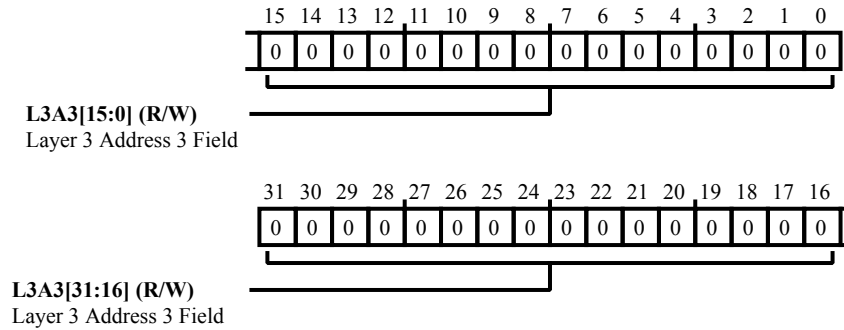 15 14 13 12 11 10 9 8 7 6 5 4 3 2 1 0
0 0 0 0 0 0 0 0 0 0 0 0 0 0 0 0
L3A3[15:0] (R/W)
Layer 3 Address 3 Field
31 30 29 28 27 26 25 24 23 22 21 20 19 18 17 16
0 0 0 0 0 0 0 0 0 0 0 0 0 0 0 0
L3A3[31:16] (R/W)
Layer 3 Address 3 Field